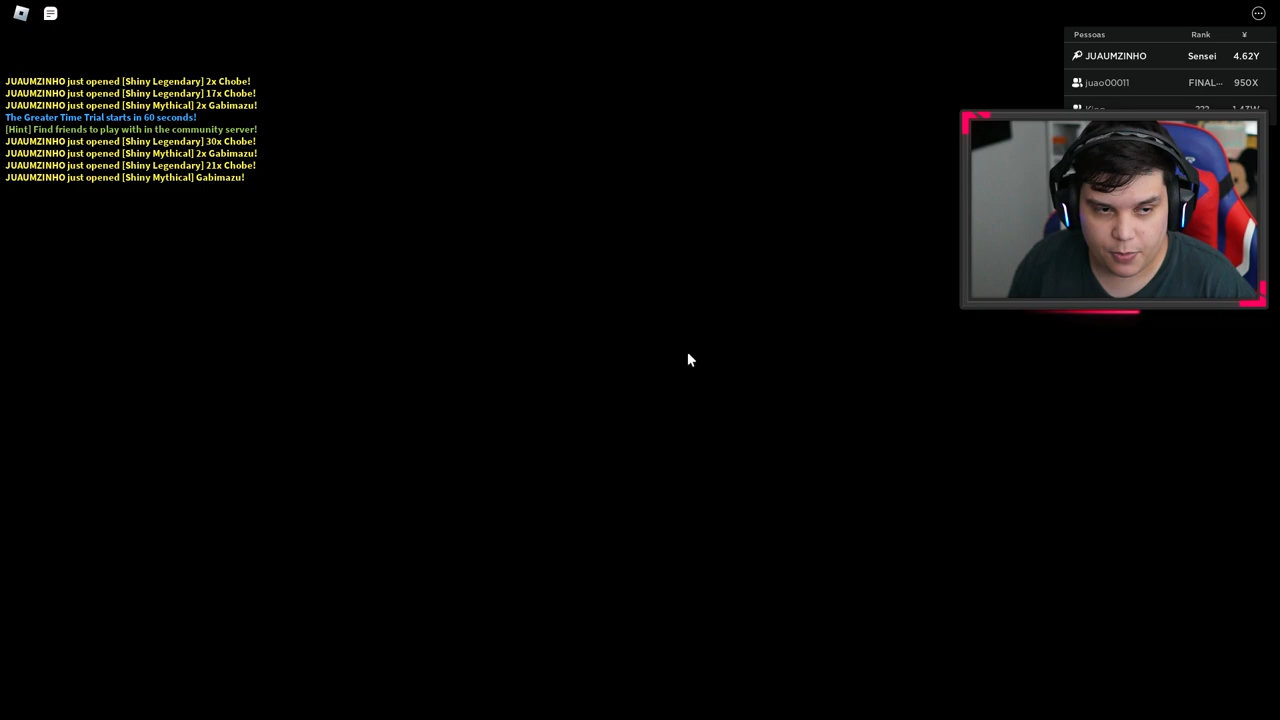 Pessoas Rank ¥
JUAUMZINHO Sensei 4.62Y
juao00011 FINAL... 950X
JUAUMZINHO just opened [Shiny Legendary] 2x Chobe!
JUAUMZINHO just opened [Shiny Legendary] 17x Chobe!
JUAUMZINHO just opened [Shiny Mythical] 2x Gabimazu!
The Greater Time Trial starts in 60 seconds!
[Hint] Find friends to play with in the community server!
JUAUMZINHO just opened [Shiny Legendary] 30x Chobe!
JUAUMZINHO just opened [Shiny Mythical] 2x Gabimazu!
JUAUMZINHO just opened [Shiny Legendary] 21x Chobe!
JUAUMZINHO just opened [Shiny Mythical] Gabimazu!